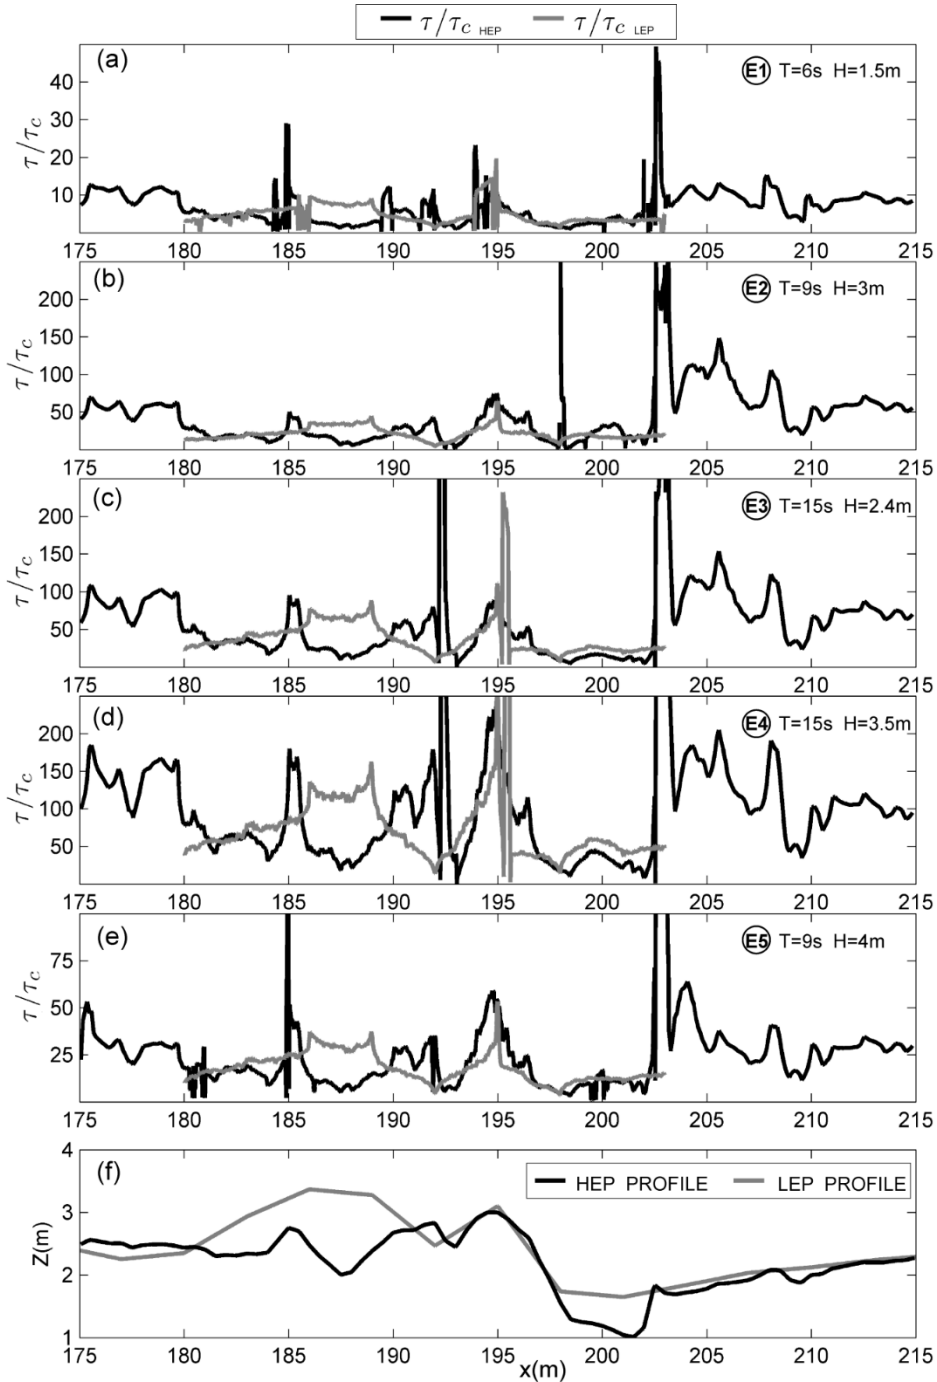 τ/τc HEP τ/τc LEP
(a) E1 T=6s H=1.5m
τ/τc
40
30
20
10
175 180 185 190 195 200 205 210 215
(b) E2 T=9s H=3m
τ/τc
200
150
100
50
175 180 185 190 195 200 205 210 215
(c) E3 T=15s H=2.4m
τ/τc
200
150
100
50
175 180 185 190 195 200 205 210 215
(d) E4 T=15s H=3.5m
τ/τc
200
150
100
50
175 180 185 190 195 200 205 210 215
(e) E5 T=9s H=4m
τ/τc
75
50
25
175 180 185 190 195 200 205 210 215
(f) HEP PROFILE LEP PROFILE
Z(m)
4
3
2
1
175 180 185 190 195 200 205 210 215
x(m)